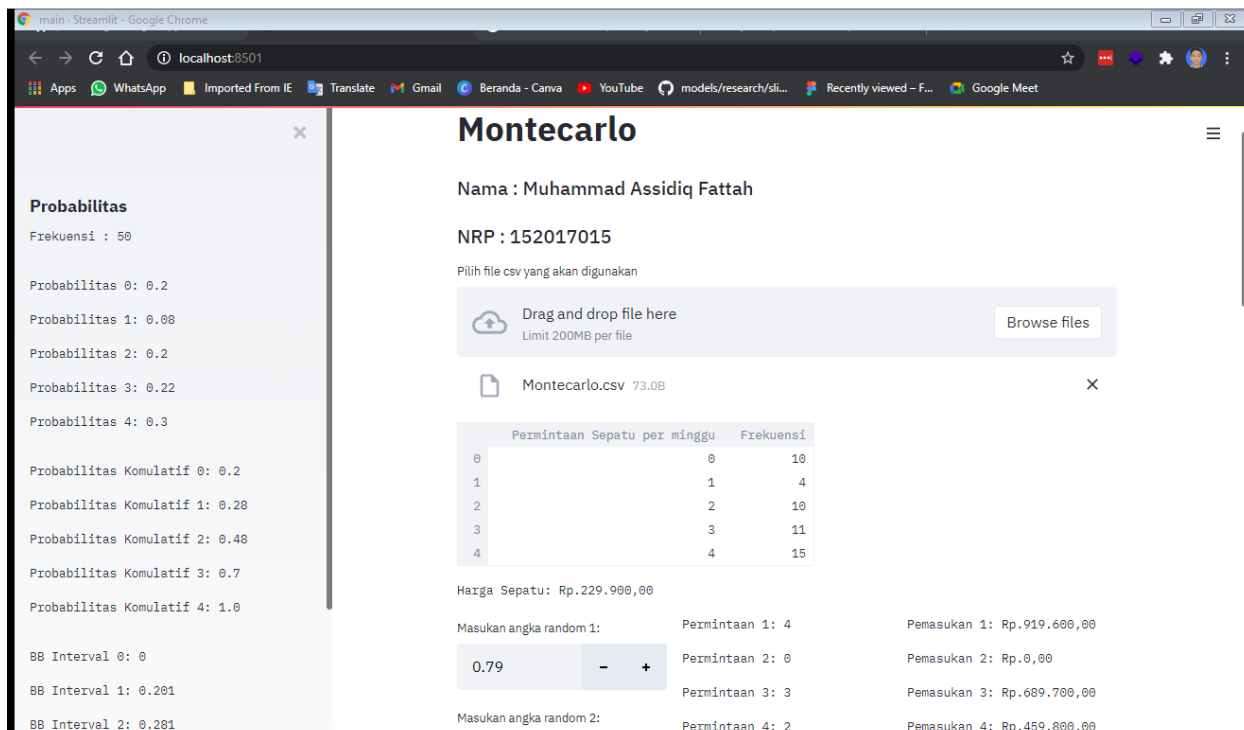 main - Streamlit - Google Chrome
localhost:8501
Apps WhatsApp Imported From IE Translate Gmail Beranda - Canva YouTube models/research/sli... Recently viewed – F... Google Meet
Probabilitas
Frekuensi : 50
Probabilitas 0: 0.2
Probabilitas 1: 0.08
Probabilitas 2: 0.2
Probabilitas 3: 0.22
Probabilitas 4: 0.3
Probabilitas Komulatif 0: 0.2
Probabilitas Komulatif 1: 0.28
Probabilitas Komulatif 2: 0.48
Probabilitas Komulatif 3: 0.7
Probabilitas Komulatif 4: 1.0
BB Interval 0: 0
BB Interval 1: 0.201
BB Interval 2: 0.281
Montecarlo
Nama : Muhammad Assidiq Fattah
NRP : 152017015
Pilih file csv yang akan digunakan
Drag and drop file here
Limit 200MB per file
Browse files
Montecarlo.csv 73.0B
Permintaan Sepatu per minggu Frekuensi
0 0 10
1 1 4
2 2 10
3 3 11
4 4 15
Harga Sepatu: Rp.229.900,00
Masukan angka random 1:
0.79 - +
Masukan angka random 2:
Permintaan 1: 4
Permintaan 2: 0
Permintaan 3: 3
Permintaan 4: 2
Pemasukan 1: Rp.919.600,00
Pemasukan 2: Rp.0,00
Pemasukan 3: Rp.689.700,00
Pemasukan 4: Rp.459.800,00